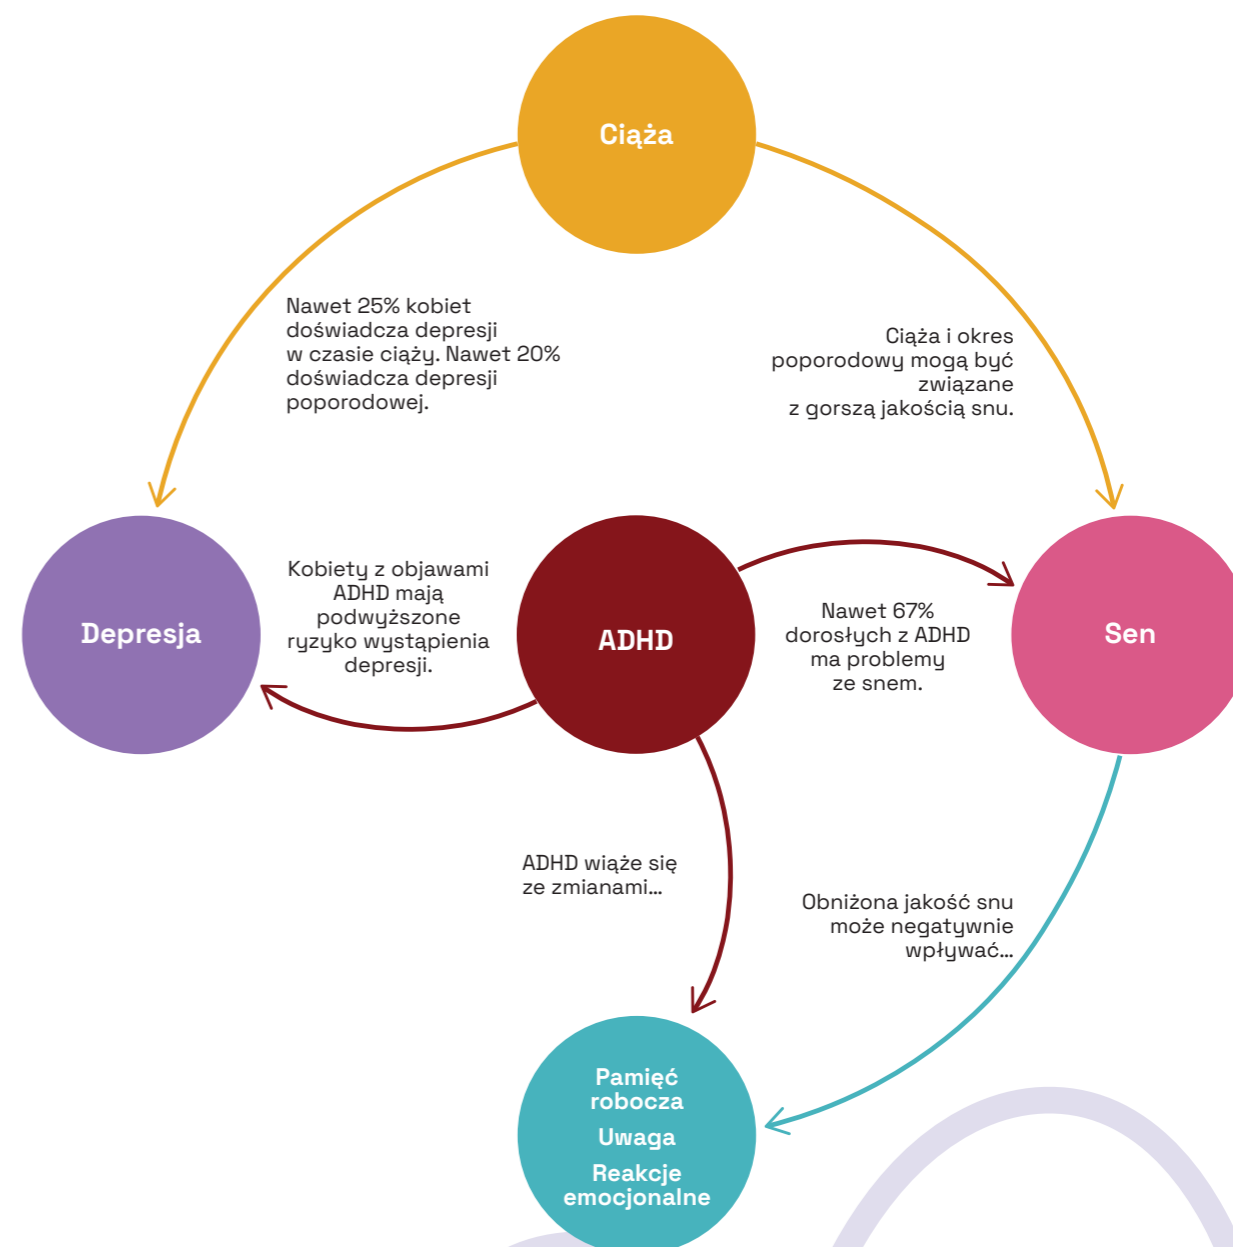 Ciąża
Nawet 25% kobiet
doświadcza depresji
w czasie ciąży. Nawet 20%
doświadcza depresji
poporodowej.
Ciąża i okres
poporodowy mogą być
związane
z gorszą jakością snu.
Depresja
Kobiety z objawami
ADHD mają
podwyższone
ryzyko wystąpienia
depresji.
ADHD
Nawet 67%
dorosłych z ADHD
ma problemy
ze snem.
Sen
ADHD wiąże się
ze zmianami...
Obniżona jakość snu
może negatywnie
wpływać...
Pamięć
robocza
Uwaga
Reakcje
emocjonalne